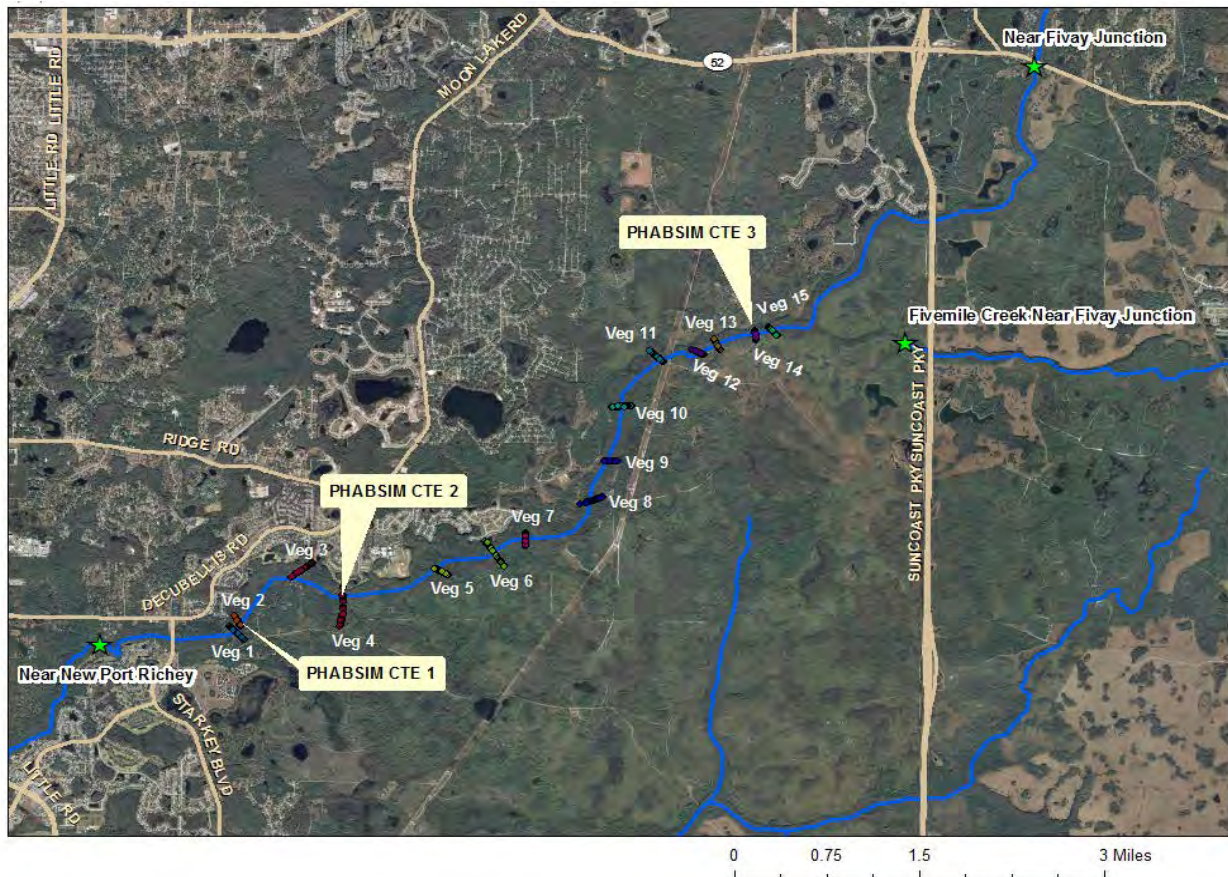 Near Fivay Junction
52
MOON LAKE RD
LITTLE RD
LITTLE RD
PHABSIM CTE 3
Veg 15
Veg 13
Veg 11
Veg 14
Veg 12
Fivemile Creek Near Fivay Junction
SUNCOAST PKY
SUNCOAST PKY
Veg 10
RIDGE RD
Veg 9
PHABSIM CTE 2
Veg 8
Veg 7
DECUBELLIS RD
Veg 3
Veg 6
Veg 5
Veg 2
Veg 4
Veg 1
PHABSIM CTE 1
Near New Port Richey
STARKEY BLVD
LITTLE RD
0 0.75 1.5 3 Miles